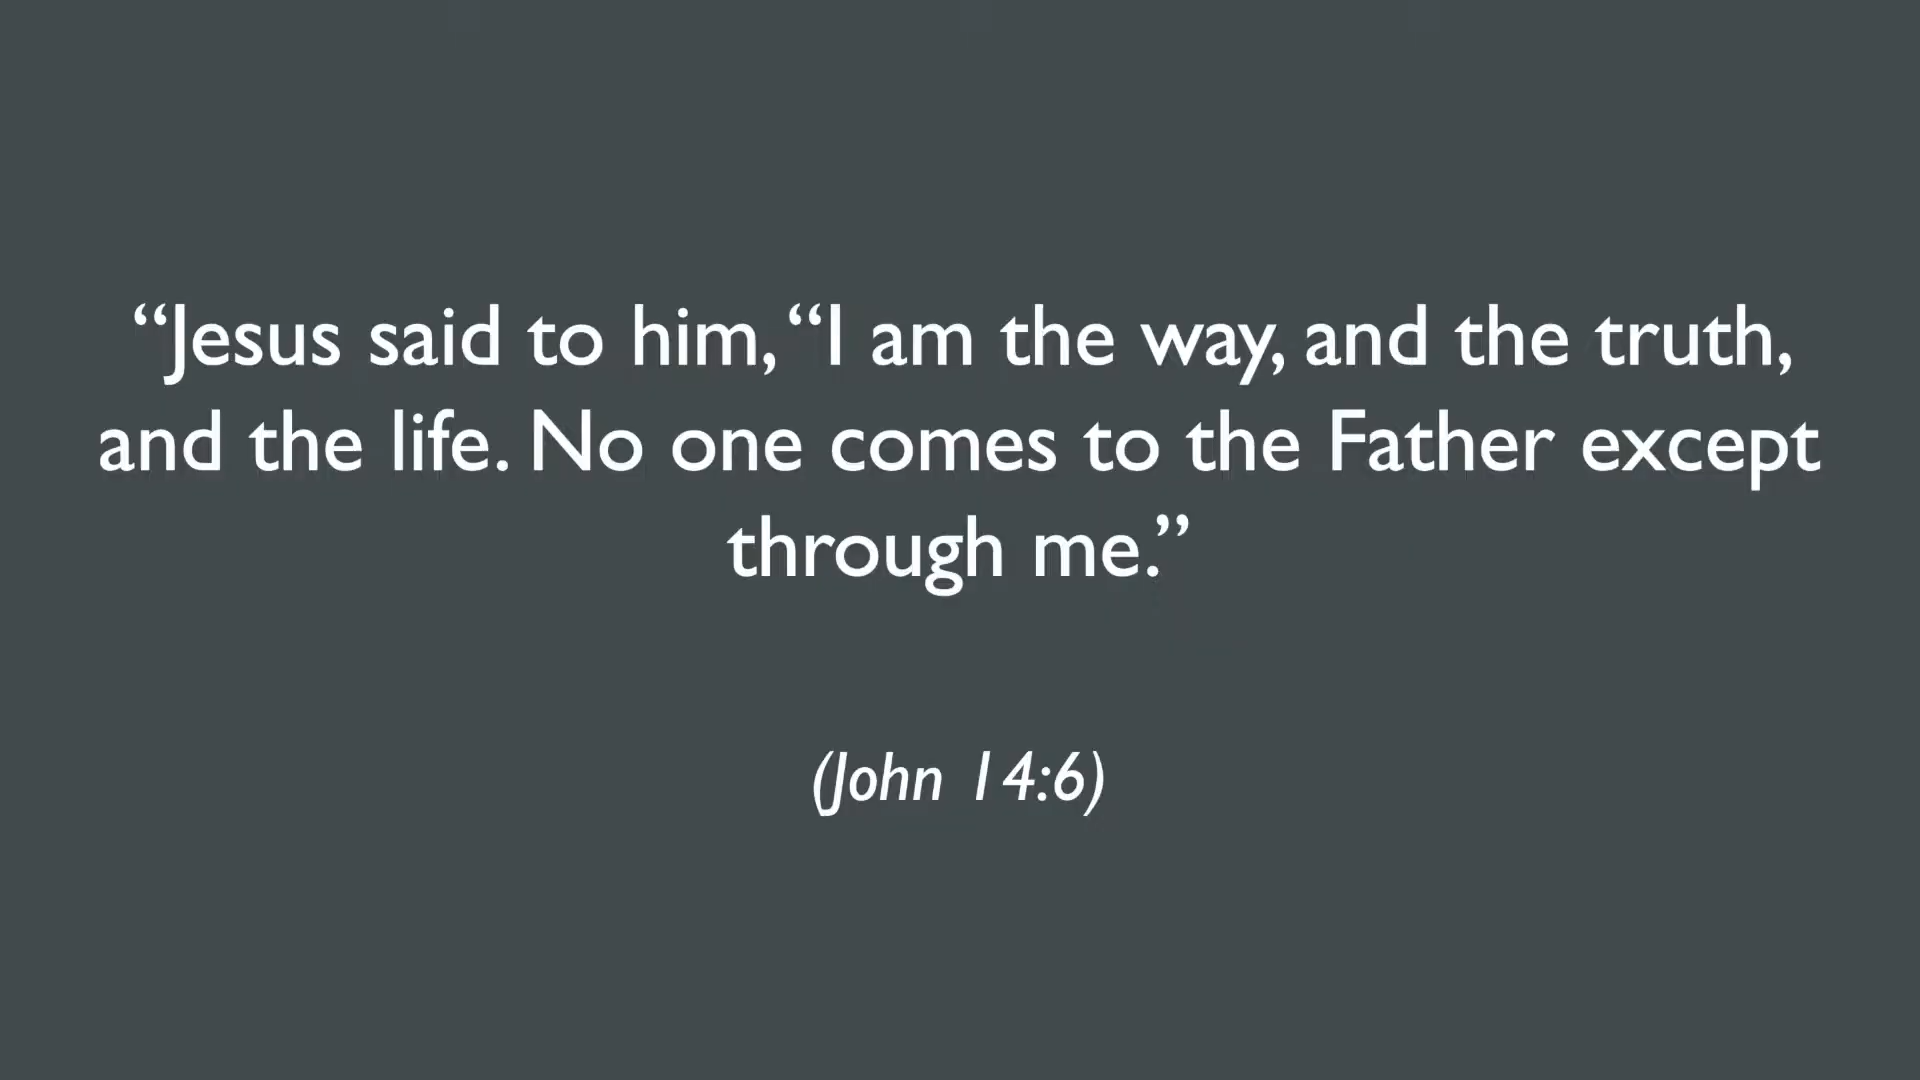 “Jesus said to him, “I am the way, and the truth,
and the life. No one comes to the Father except
through me.”
(John 14:6)